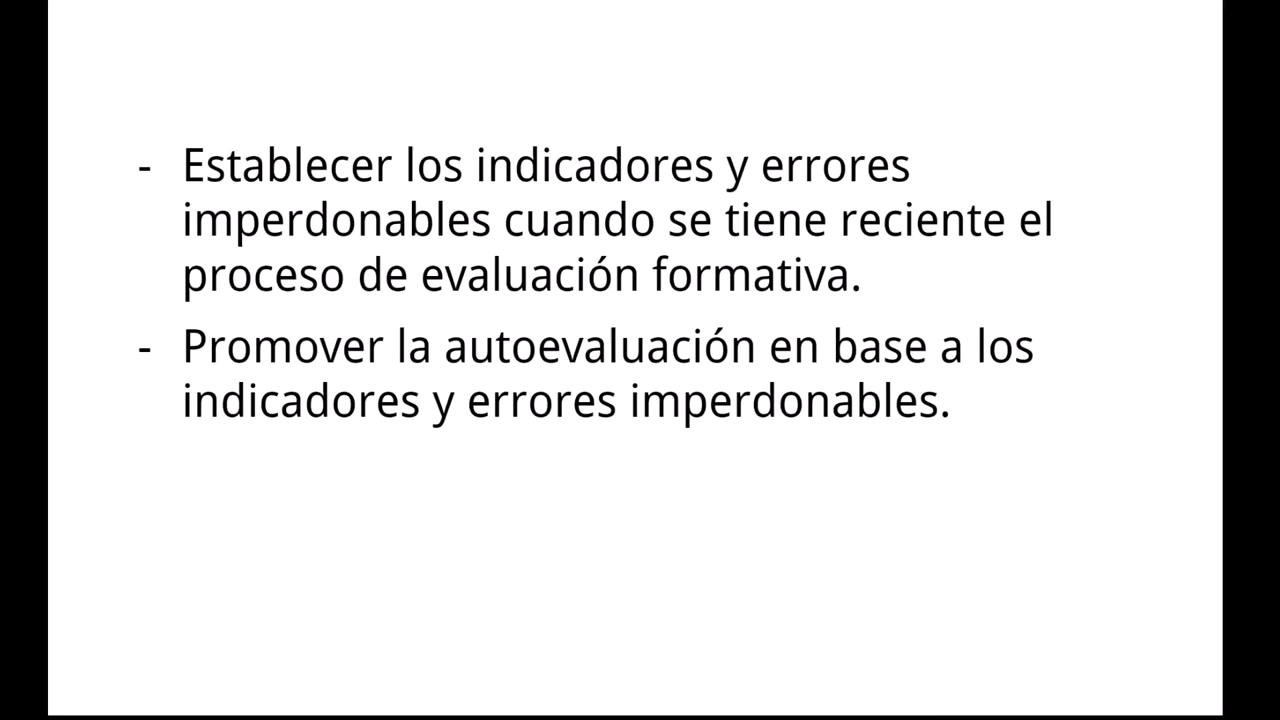 - Establecer los indicadores y errores
imperdonables cuando se tiene reciente el
proceso de evaluación formativa.
- Promover la autoevaluación en base a los
indicadores y errores imperdonables.